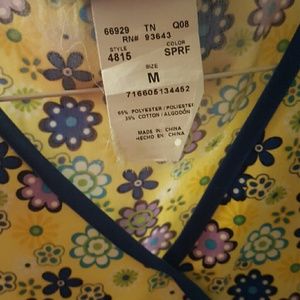 66929 TN Q08
RN# 93643
STYLE COLOR
4815 SPRF
SIZE
M
716605134452
65% POLYESTER / POLIESTER
35% COTTON / ALGODÓN
MADE IN CHINA
HECHO EN CHINA